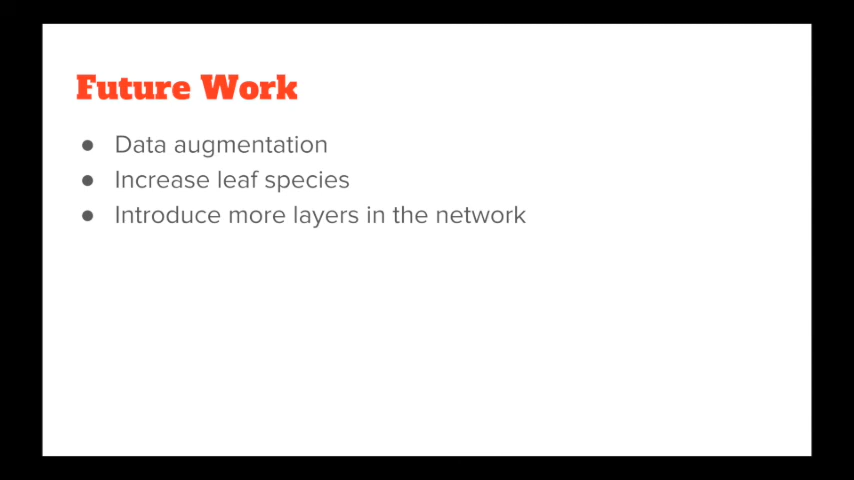 Future Work
● Data augmentation
● Increase leaf species
● Introduce more layers in the network